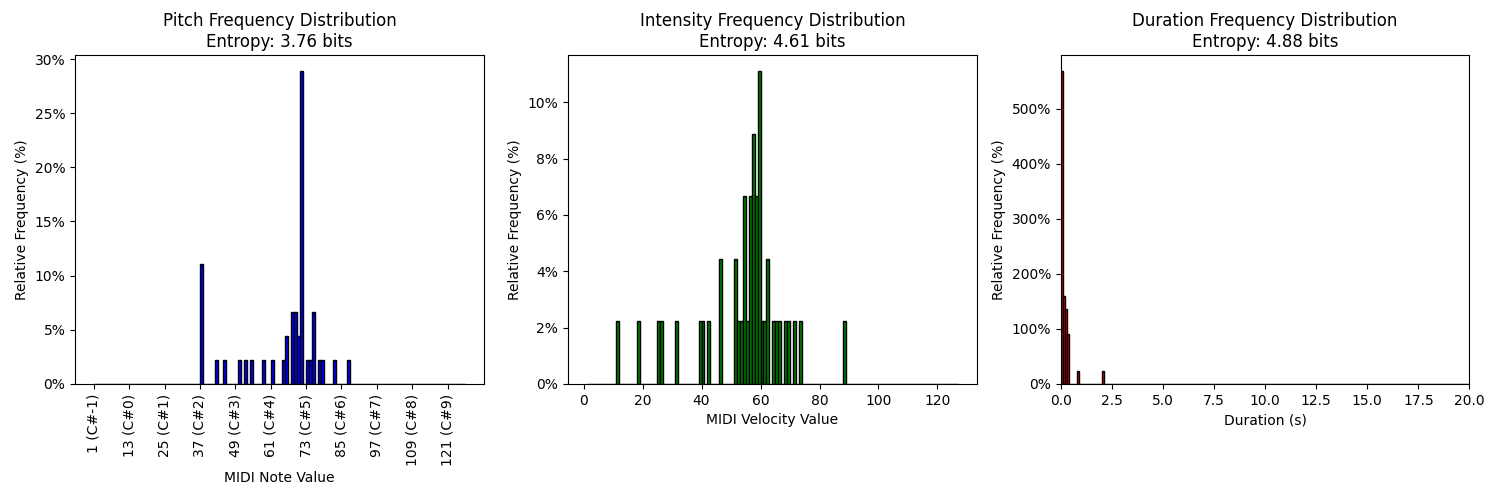 Pitch Frequency Distribution
Entropy: 3.76 bits
30%
25%
20%
15%
10%
5%
0%
Relative Frequency (%)
1 (C#-1)
13 (C#0)
25 (C#1)
37 (C#2)
49 (C#3)
61 (C#4)
73 (C#5)
85 (C#6)
97 (C#7)
109 (C#8)
121 (C#9)
MIDI Note Value
Intensity Frequency Distribution
Entropy: 4.61 bits
10%
8%
6%
4%
2%
0%
Relative Frequency (%)
0 20 40 60 80 100 120
MIDI Velocity Value
Duration Frequency Distribution
Entropy: 4.88 bits
500%
400%
300%
200%
100%
0%
Relative Frequency (%)
0.0 2.5 5.0 7.5 10.0 12.5 15.0 17.5 20.0
Duration (s)